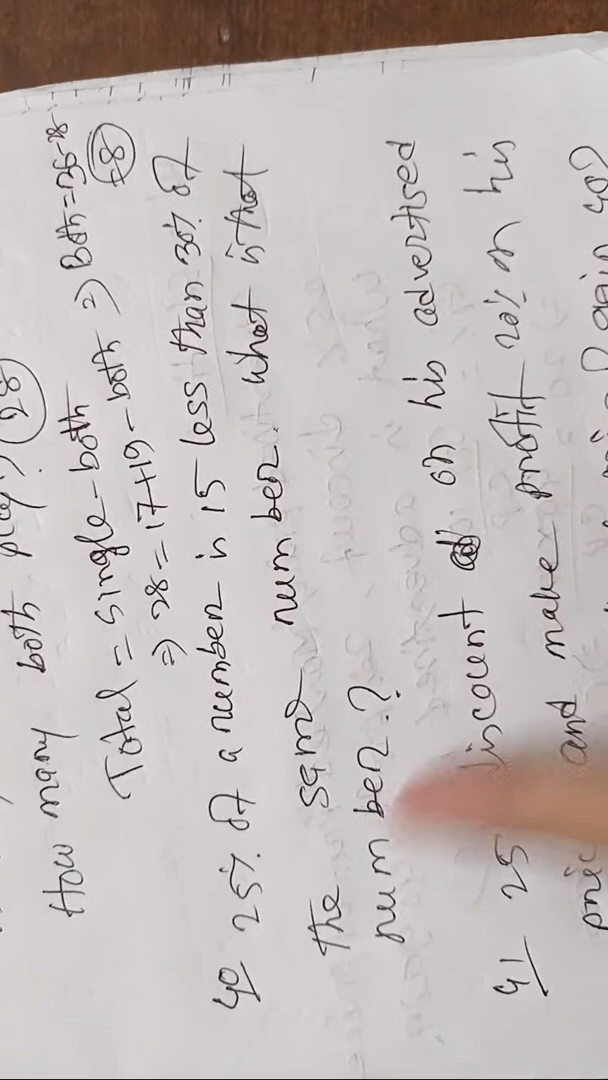 both play? 28
How many
Total = single - both
=> 28 = 17+19 - both => Both = 36-28
8
40 25% of a number is 15 less than 30% of
the same number. what is that
number.?
41 25 discount on his advertised
price and make profit 20% on his